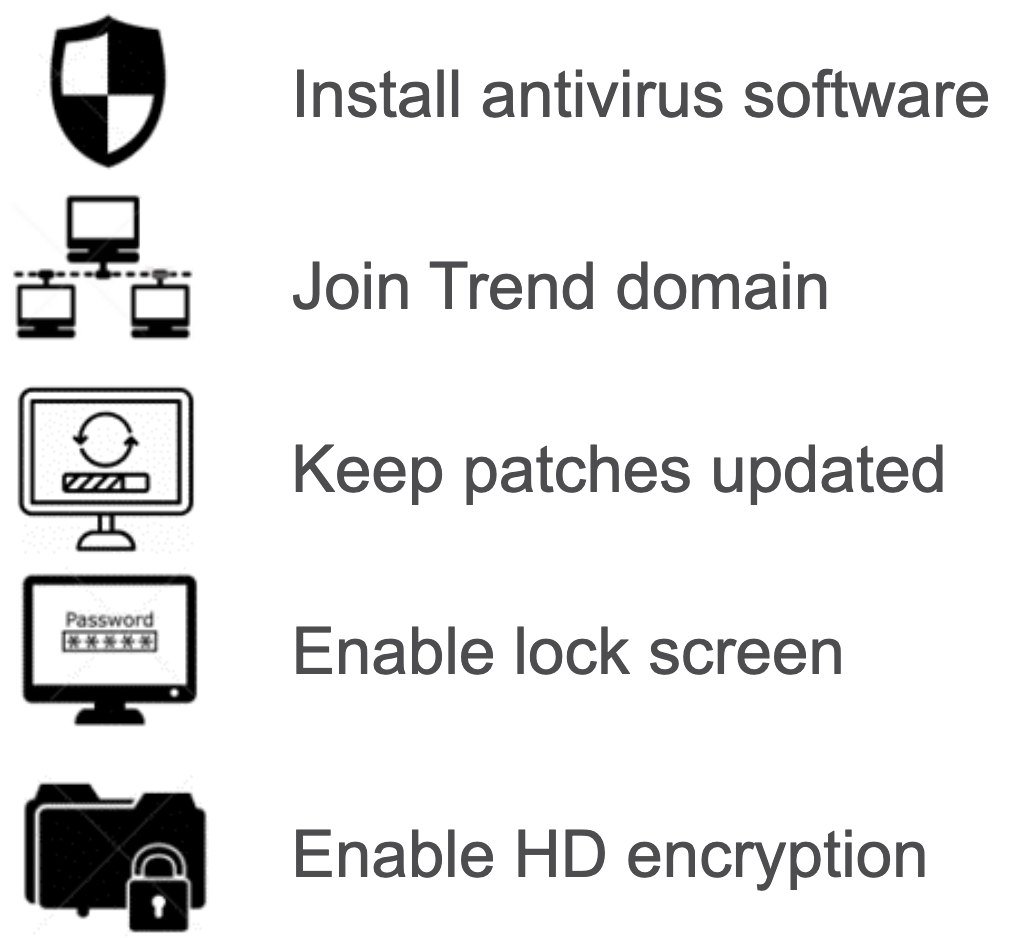 Install antivirus software
Join Trend domain
Keep patches updated
Password
*****
Enable lock screen
Enable HD encryption